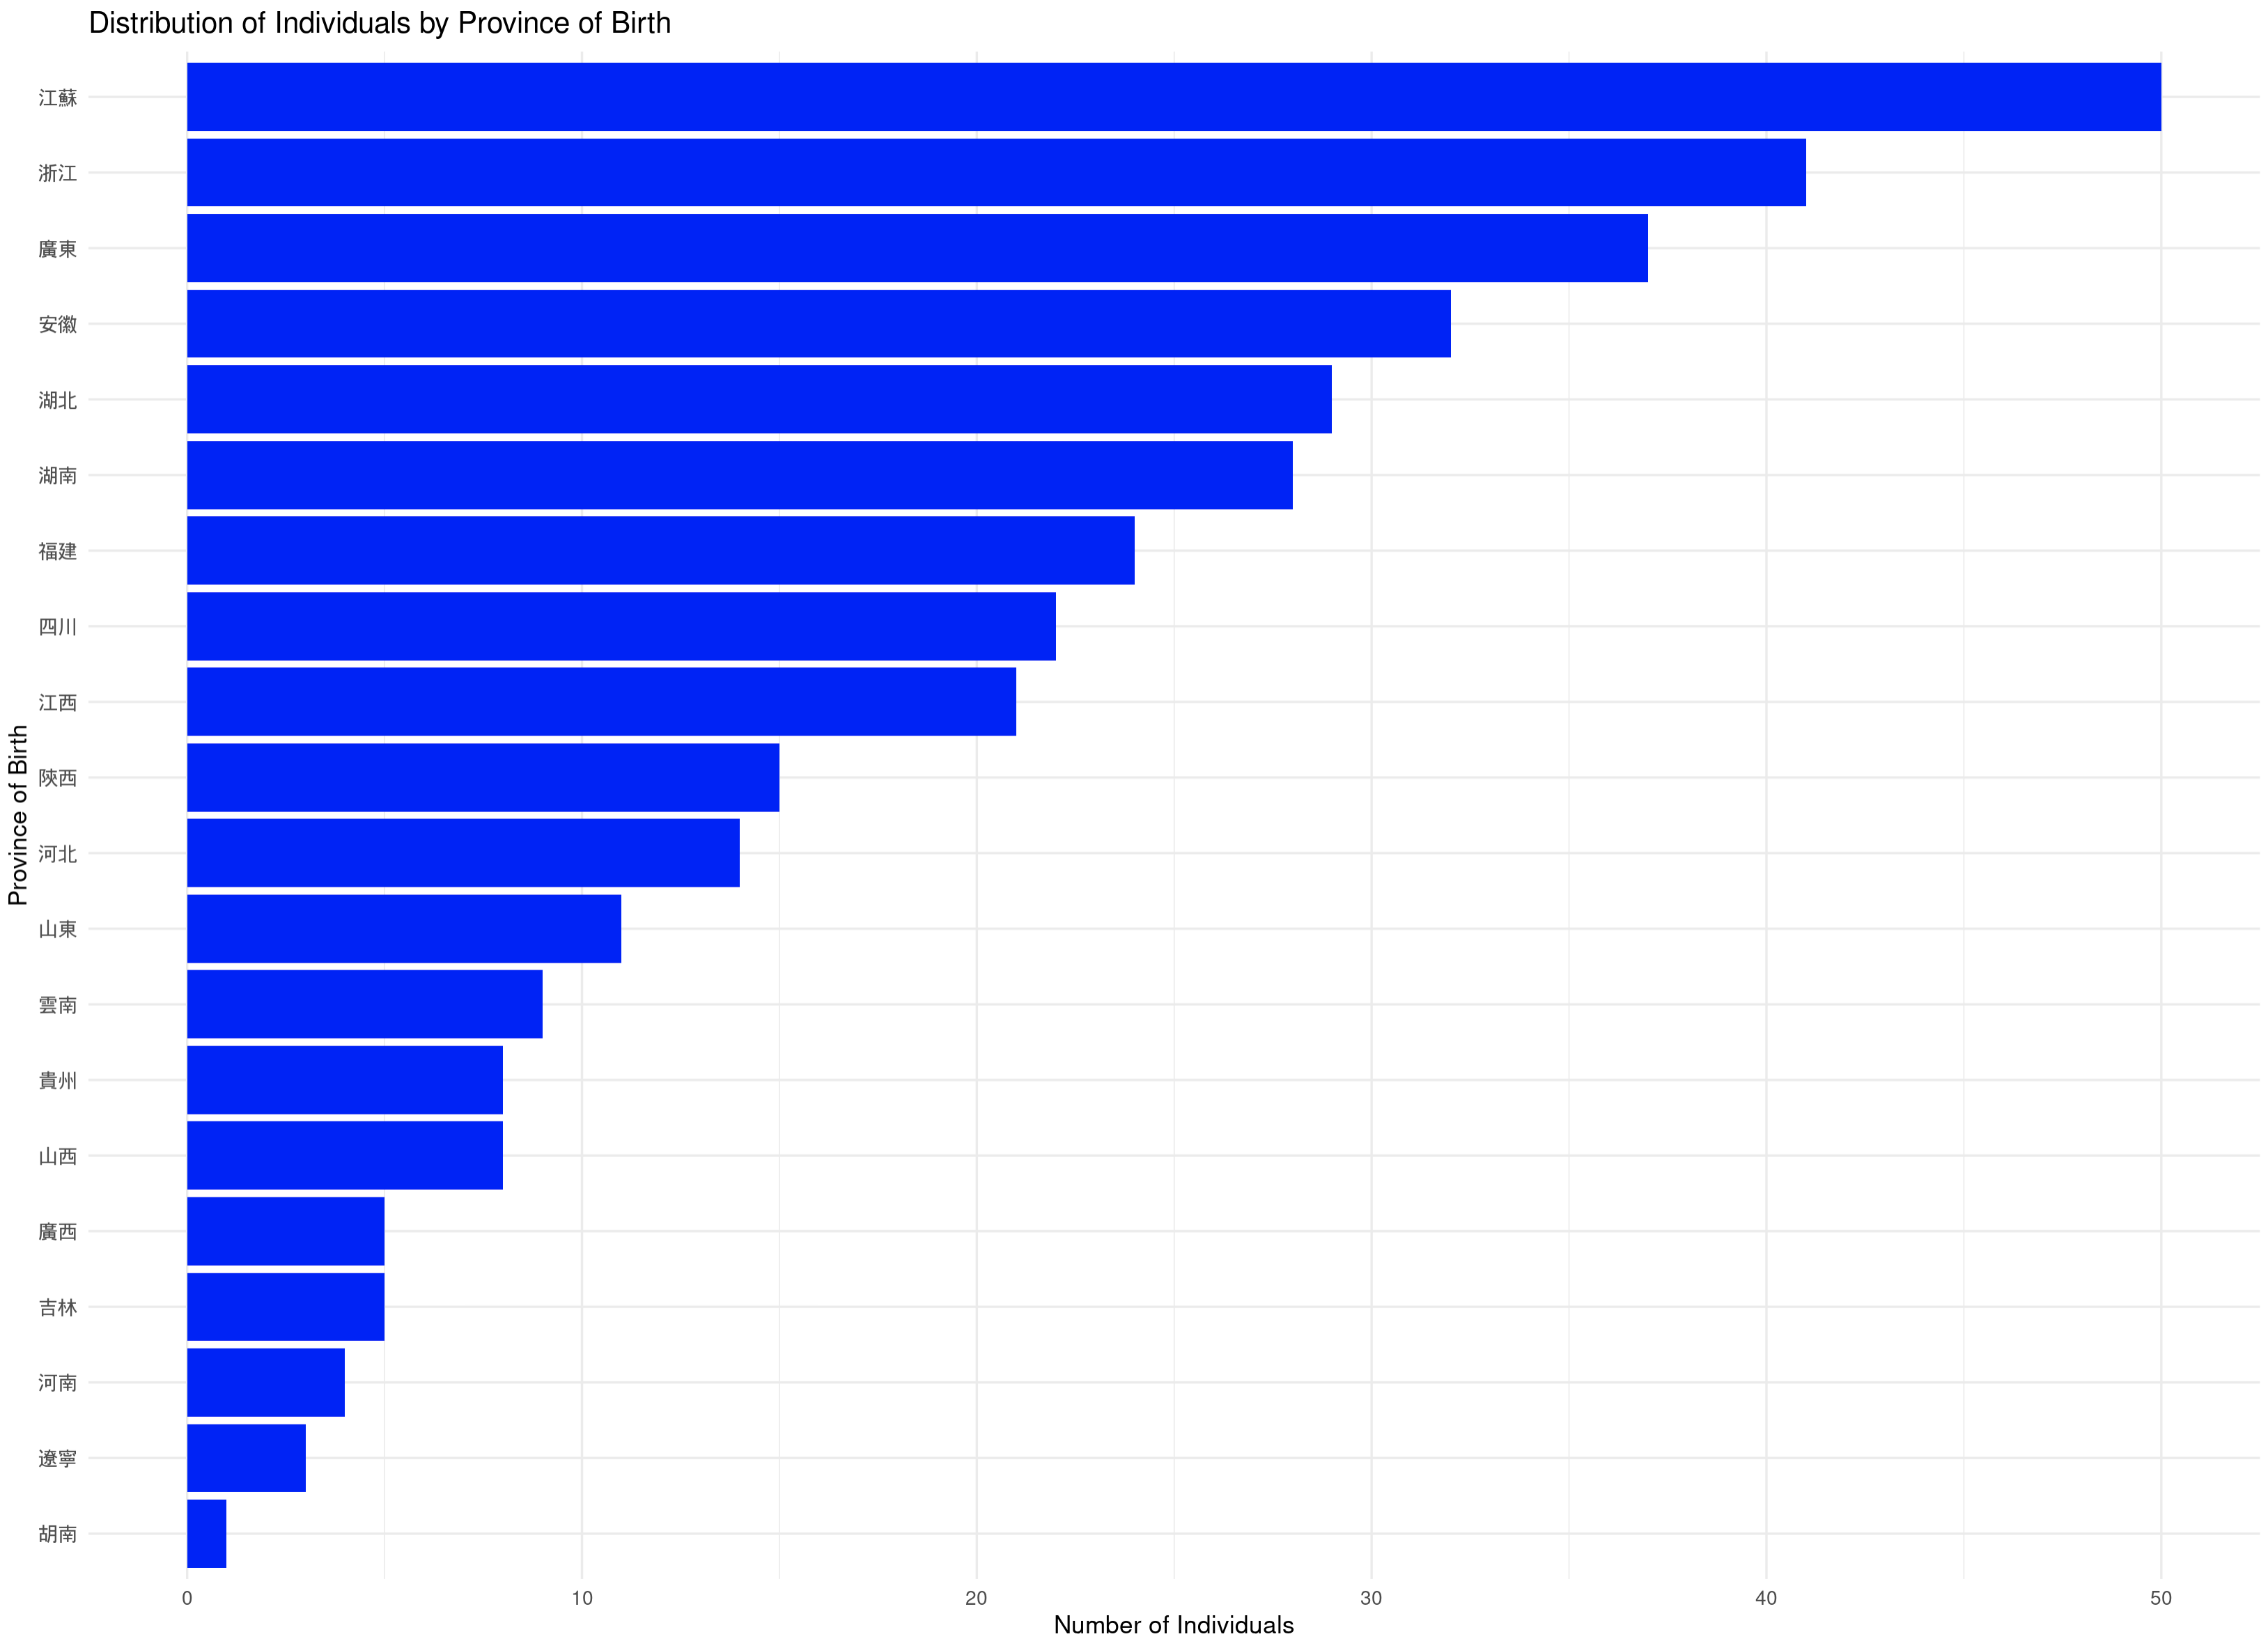 Distribution of Individuals by Province of Birth
江蘇
浙江
廣東
安徽
湖北
湖南
福建
四川
江西
陝西
河北
山東
雲南
貴州
山西
廣西
吉林
河南
遼寧
胡南
Province of Birth
0 10 20 30 40 50
Number of Individuals